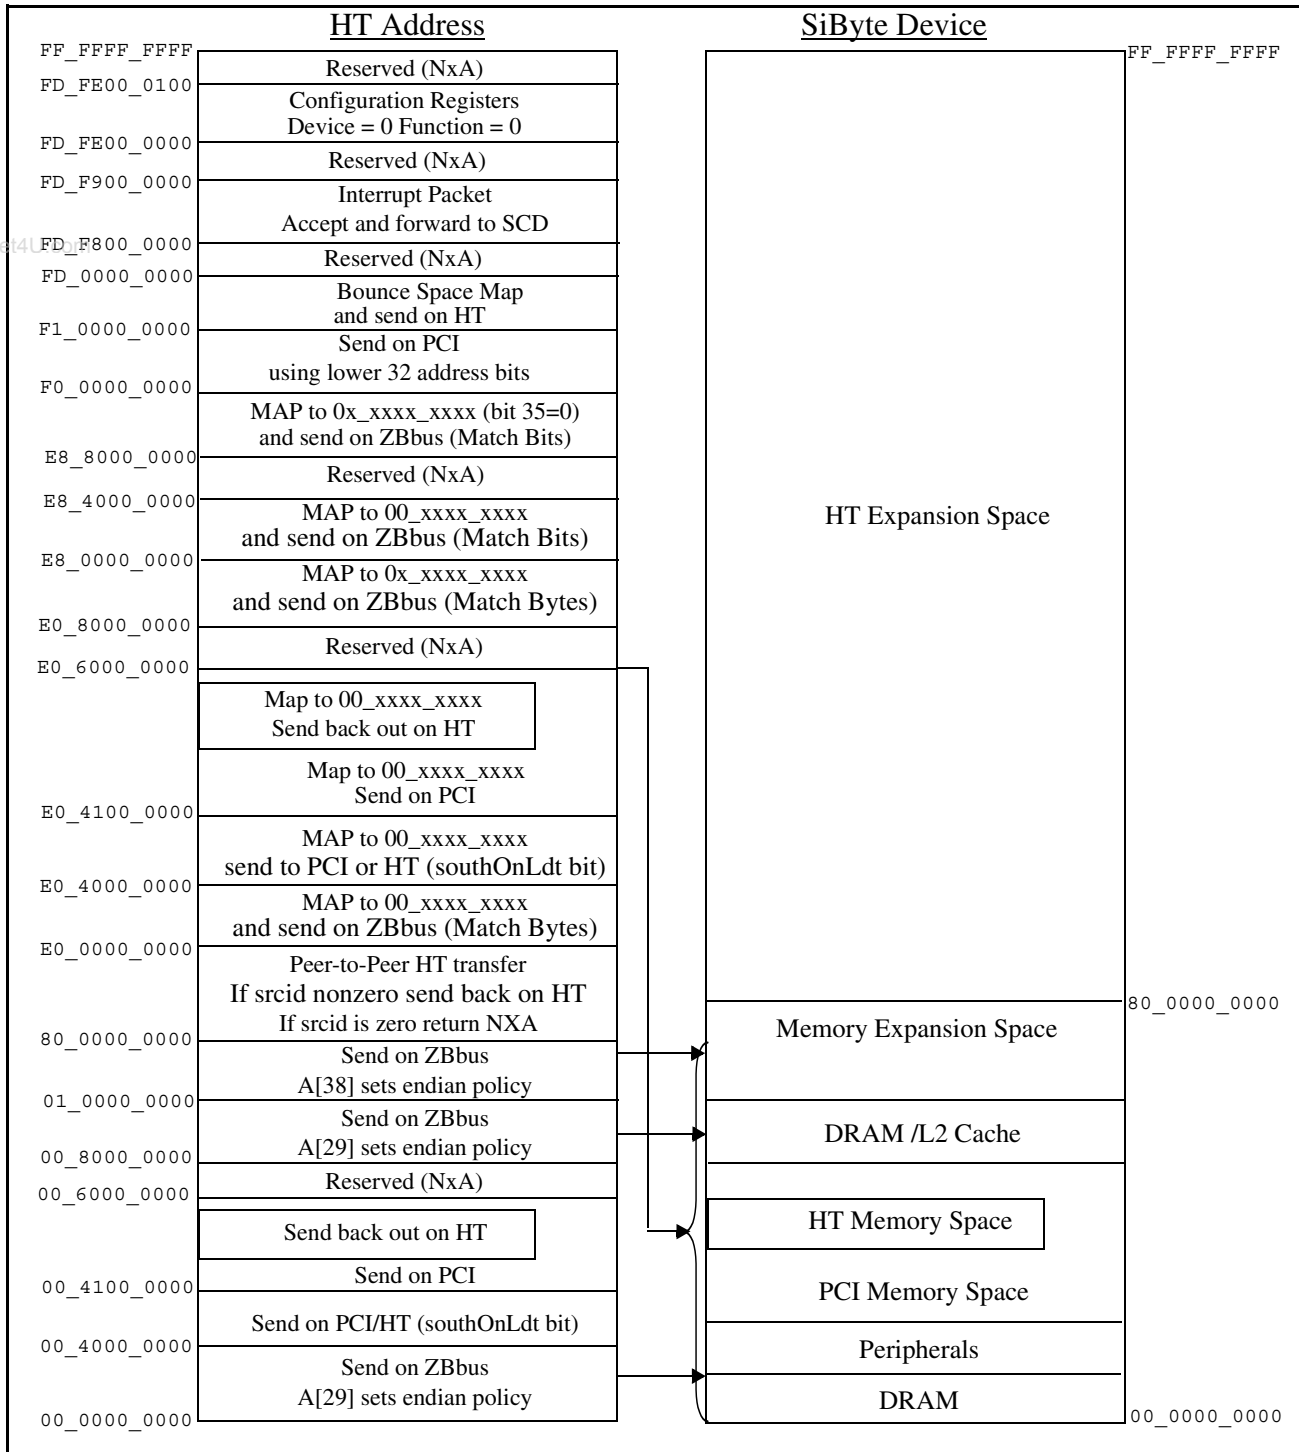 HT Address
SiByte Device
FF_FFFF_FFFF
FF_FFFF_FFFF
Reserved (NxA)
FD_FE00_0100
Configuration Registers
Device = 0 Function = 0
FD_FE00_0000
Reserved (NxA)
FD_F900_0000
Interrupt Packet
Accept and forward to SCD
et4U.com
FD_F800_0000
Reserved (NxA)
FD_0000_0000
Bounce Space Map
and send on HT
F1_0000_0000
Send on PCI
using lower 32 address bits
F0_0000_0000
MAP to 0x_xxxx_xxxx (bit 35=0)
and send on ZBbus (Match Bits)
E8_8000_0000
Reserved (NxA)
E8_4000_0000
MAP to 00_xxxx_xxxx
and send on ZBbus (Match Bits)
HT Expansion Space
E8_0000_0000
MAP to 0x_xxxx_xxxx
and send on ZBbus (Match Bytes)
E0_8000_0000
Reserved (NxA)
E0_6000_0000
Map to 00_xxxx_xxxx
Send back out on HT
Map to 00_xxxx_xxxx
Send on PCI
E0_4100_0000
MAP to 00_xxxx_xxxx
send to PCI or HT (southOnLdt bit)
E0_4000_0000
MAP to 00_xxxx_xxxx
and send on ZBbus (Match Bytes)
E0_0000_0000
Peer-to-Peer HT transfer
If srcid nonzero send back on HT
If srcid is zero return NXA
80_0000_0000
80_0000_0000
Memory Expansion Space
Send on ZBbus
A[38] sets endian policy
01_0000_0000
Send on ZBbus
A[29] sets endian policy
DRAM /L2 Cache
00_8000_0000
Reserved (NxA)
00_6000_0000
Send back out on HT
HT Memory Space
Send on PCI
00_4100_0000
PCI Memory Space
Send on PCI/HT (southOnLdt bit)
00_4000_0000
Peripherals
Send on ZBbus
A[29] sets endian policy
DRAM
00_0000_0000
00_0000_0000